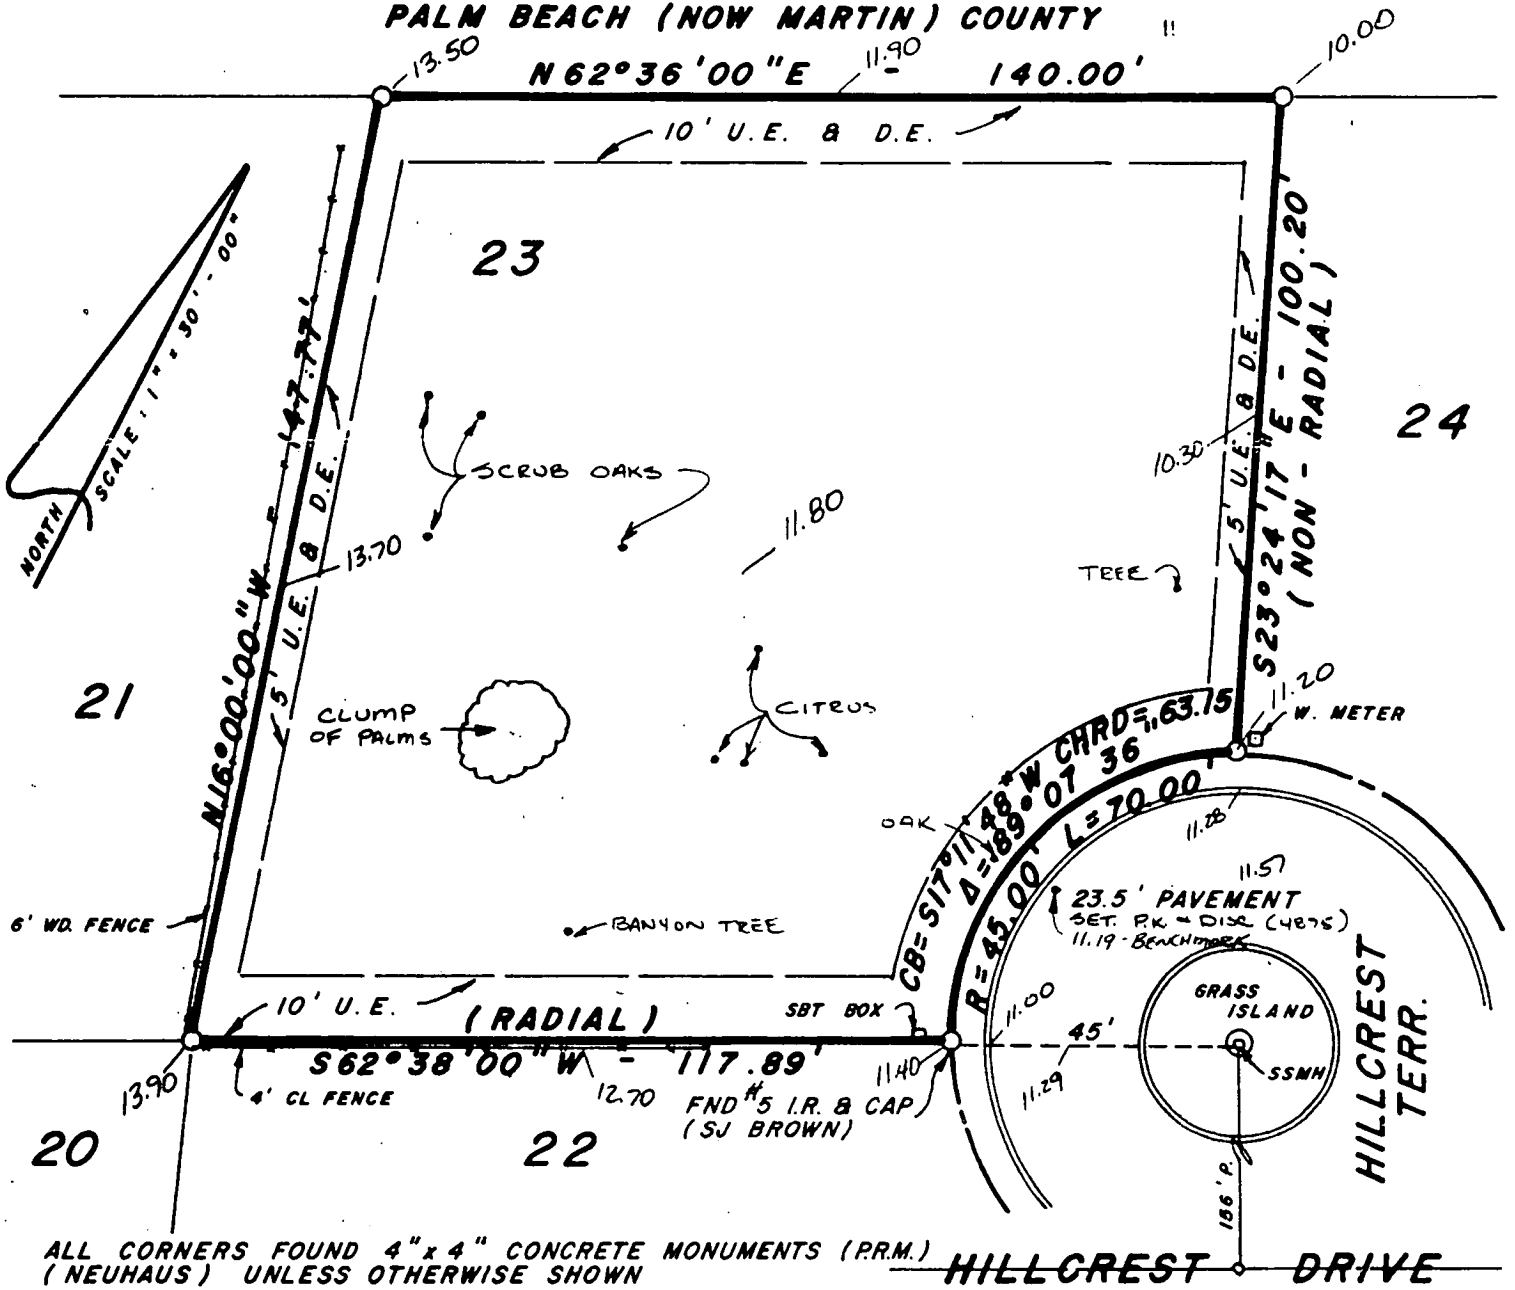 PALM BEACH (NOW MARTIN) COUNTY
13.50
N 62°36'00"E - 140.00'
11.90
10.00
10' U.E. & D.E.
23
SCALE : 1" = 30' - 00"
NORTH
N 16°00'00" W - 147.77'
5' U.E. & D.E.
13.70
SCRUB OAKS
11.80
10.30
5' U.E. & D.E.
S23°24'17"E - 100.20'
(NON - RADIAL)
24
TREE
21
CLUMP
OF PALMS
CITRUS
11.20
W. METER
CB= S17°11'48" W CHRD= 63.15
Δ=89°07'36"
R=45.00' L=70.00'
OAK
11.28
11.57
23.5' PAVEMENT
SET. P.K. & DISC (4875)
11.19 - BENCHMARK
6' WD. FENCE
BANYON TREE
10' U.E.
(RADIAL)
SBT BOX
11.00
GRASS
ISLAND
45'
S62°38'00"W - 117.89'
SSMH
11.40
13.90
4' CL FENCE
12.70
11.29
FND #5 I.R. & CAP
(SJ BROWN)
HILLCREST
TERR.
20
22
186' P.
ALL CORNERS FOUND 4"x4" CONCRETE MONUMENTS (P.R.M.)
(NEUHAUS) UNLESS OTHERWISE SHOWN
HILLCREST DRIVE